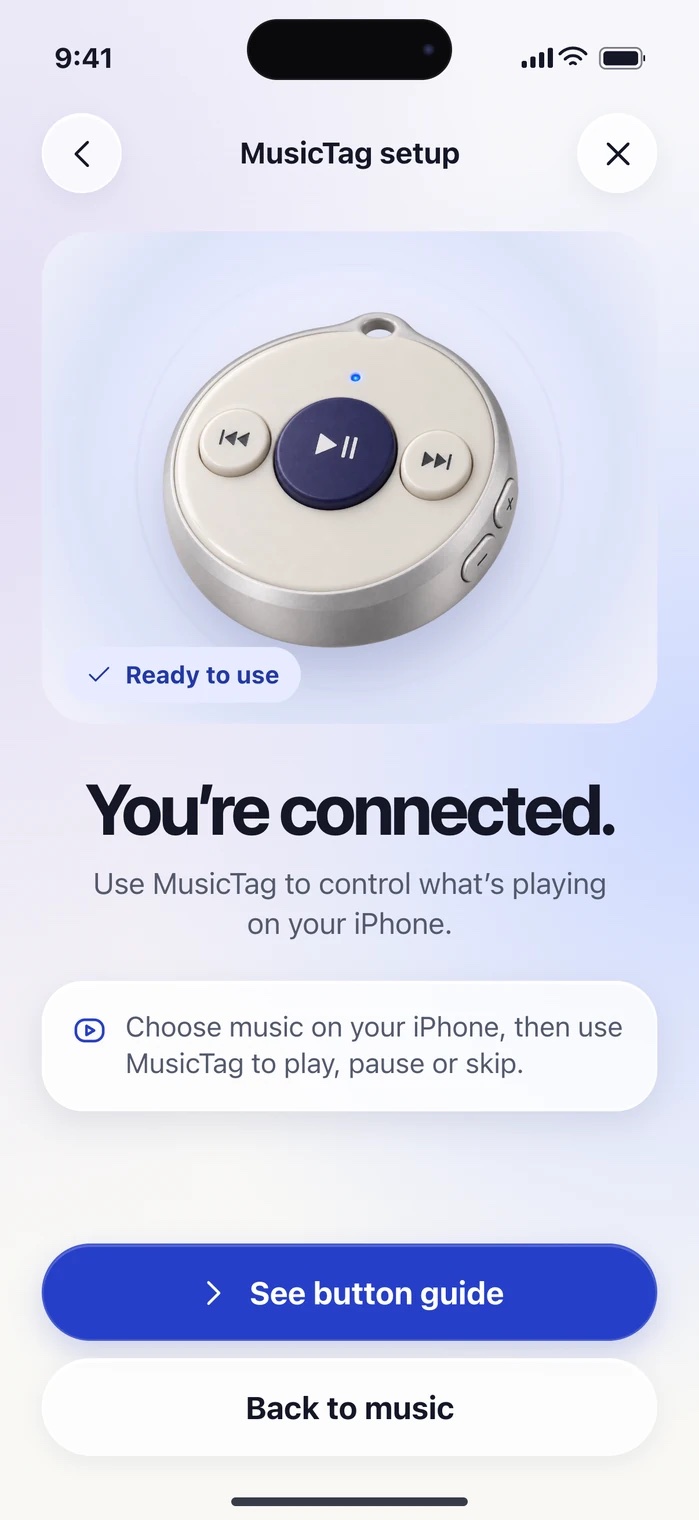 9:41
MusicTag setup
Ready to use
You’re connected.
Use MusicTag to control what’s playing
on your iPhone.
Choose music on your iPhone, then use
MusicTag to play, pause or skip.
See button guide
Back to music